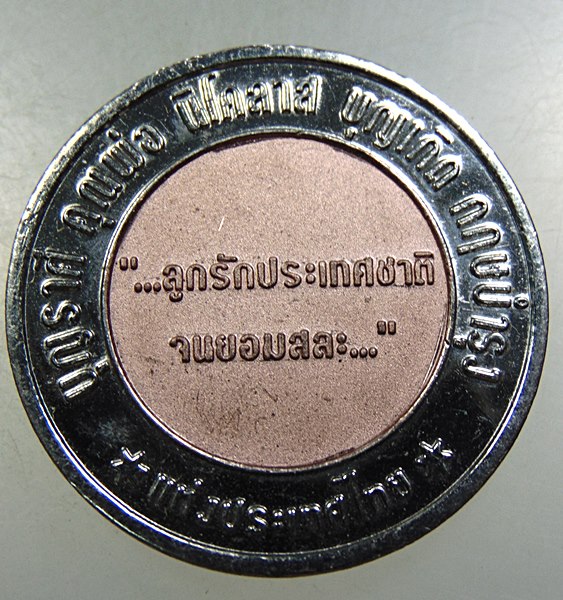 บุญราศี คุณพ่อ นิโคลาส บุญเกิด กฤษบำรุง
"...ลูกรักประเทศชาติ
จนยอมสละ..."
แห่งประเทศไทย